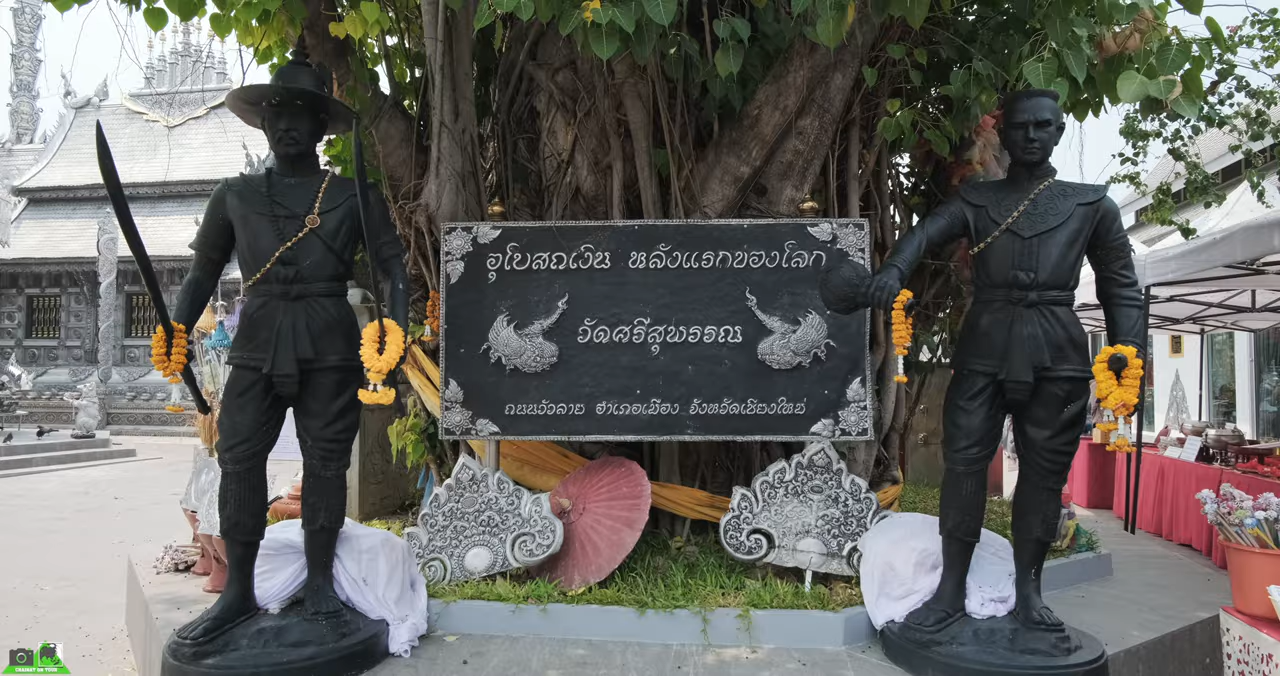 อุโบสถเงิน หลังแรกของโลก
วัดศรีสุพรรณ
ถนนวัวลาย อำเภอเมือง จังหวัดเชียงใหม่